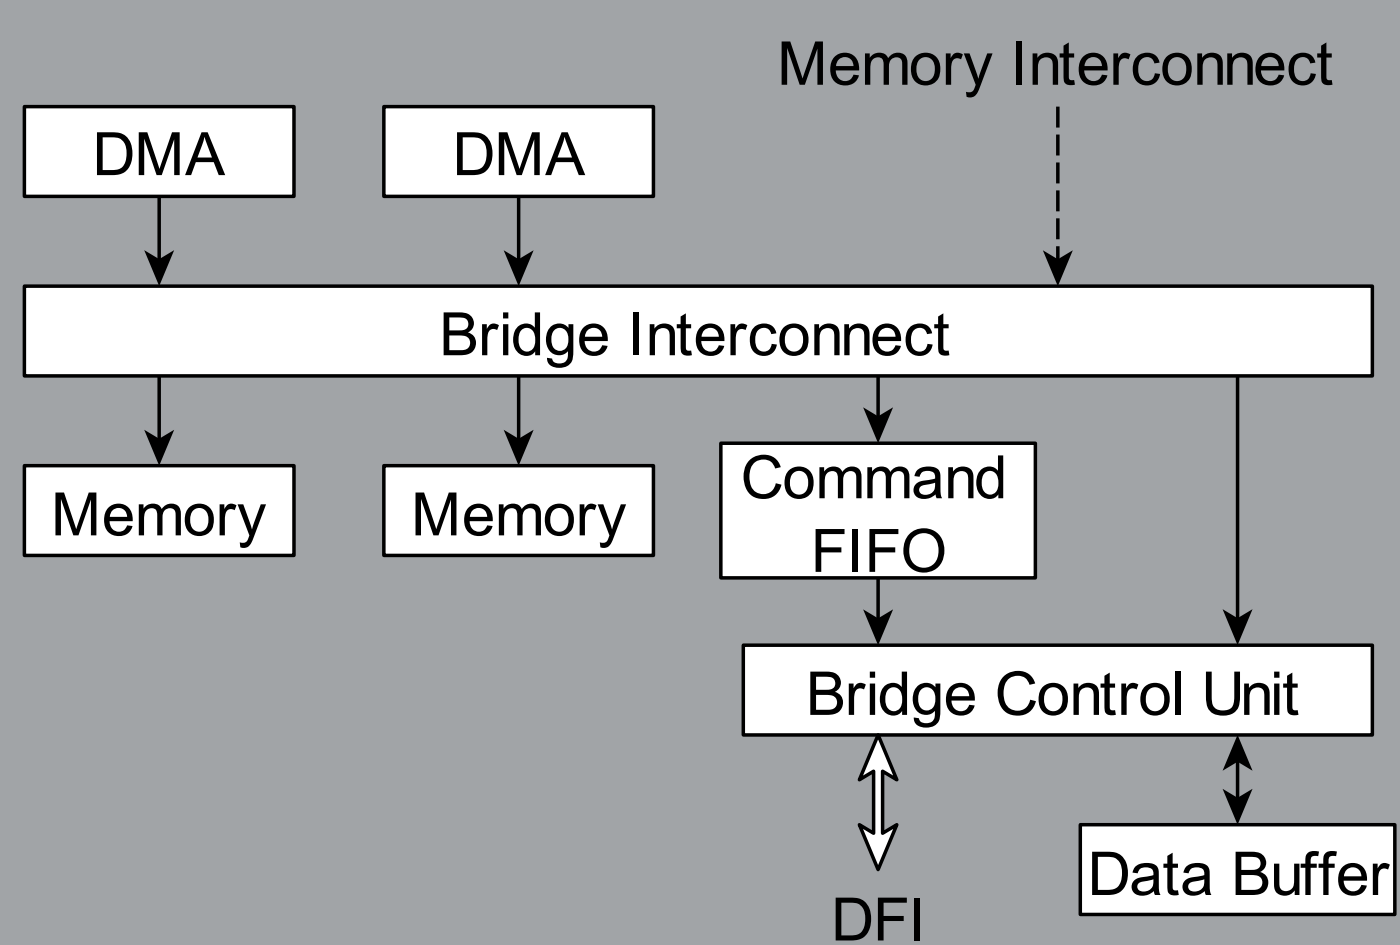 Memory Interconnect
DMA
DMA
Bridge Interconnect
Memory
Memory
Command
FIFO
Bridge Control Unit
Data Buffer
DFI